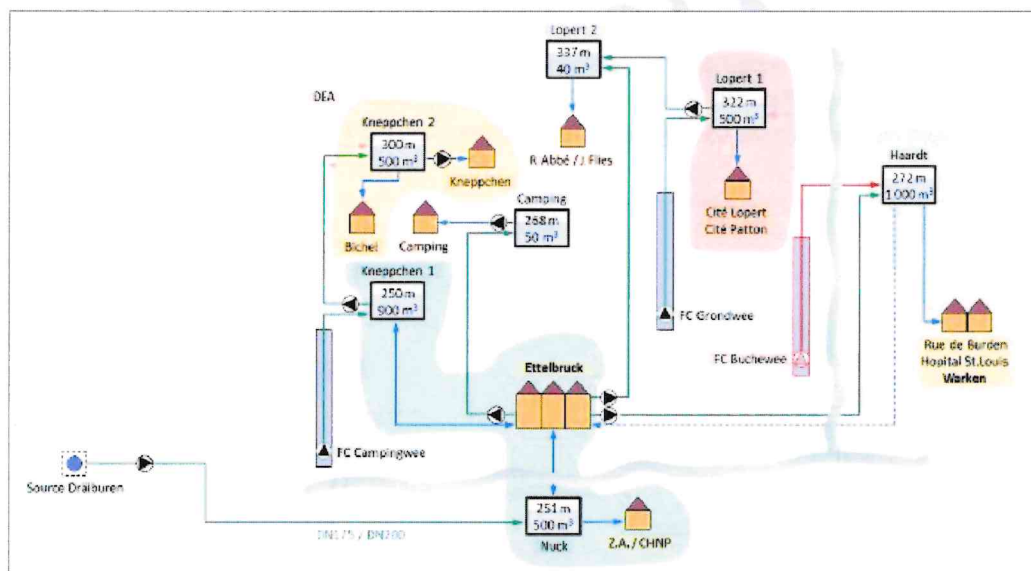 Lopert 2
337 m
40 m³
R Abbé / J Flies
Lopert 1
322 m
500 m³
Cité Lopert
Cité Patton
DEA
Kneppchen 2
300 m
500 m³
Kneppchen
Bichel
Camping
268 m
50 m³
Camping
Haardt
272 m
1 000 m³
Rue de Burden
Hopital St.Louis
Warken
Kneppchen 1
250 m
900 m³
FC Grondwee
FC Buchewee
Ettelbruck
FC Campingwee
Source Dräiburen
DN175 / DN200
251 m
500 m³
Nuck
Z.A. / CHNP